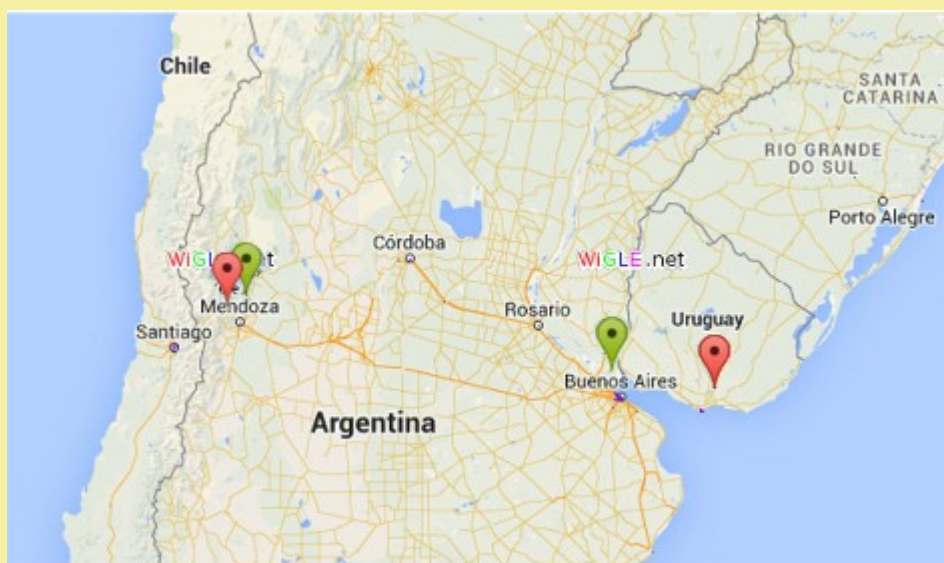 Chile
SANTA
CATARINA
RIO GRANDE
DO SUL
Porto Alegre
Córdoba
WiGLE.net
Mendoza
Rosario
Uruguay
Santiago
Buenos Aires
Argentina